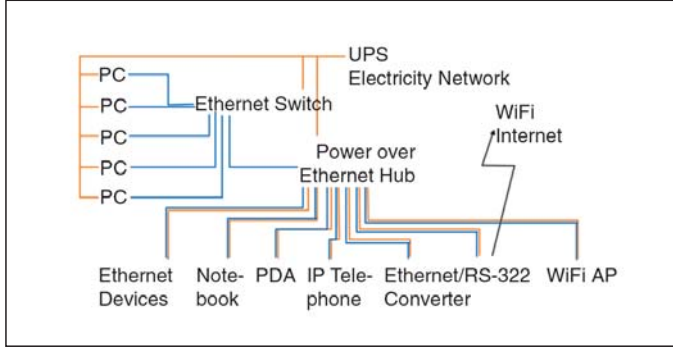 UPS
Electricity Network
PC
PC
PC
PC
PC
Ethernet Switch
WiFi
Internet
Power over
Ethernet Hub
Ethernet
Devices
Note-
book
PDA
IP Tele-
phone
Ethernet/RS-322
Converter
WiFi AP